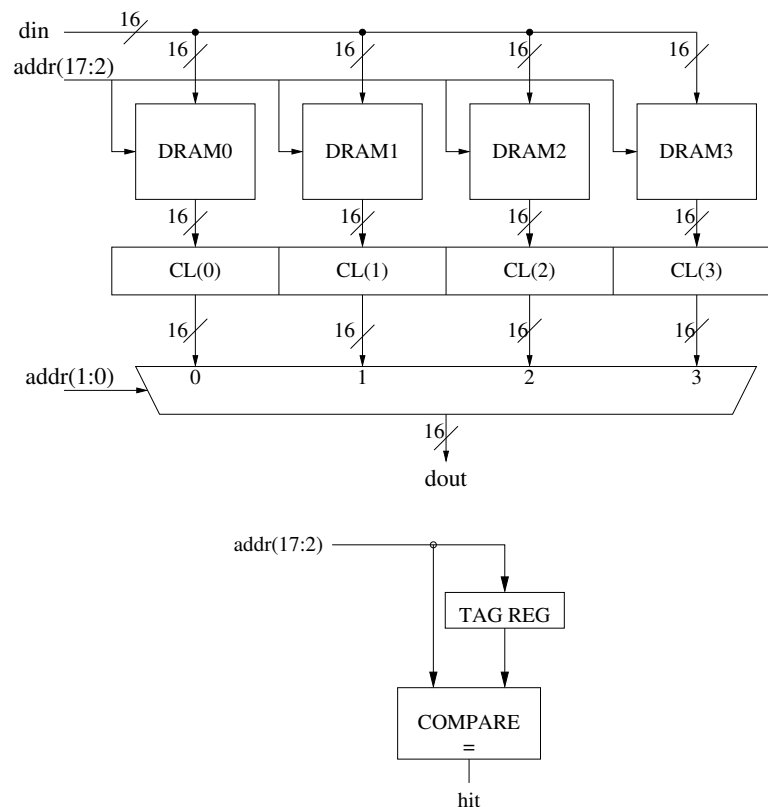 din 16
16 16 16 16
addr(17:2)
DRAM0 DRAM1 DRAM2 DRAM3
16 16 16 16
CL(0) CL(1) CL(2) CL(3)
16 16 16 16
addr(1:0) 0 1 2 3
16
dout
addr(17:2)
TAG REG
COMPARE
=
hit